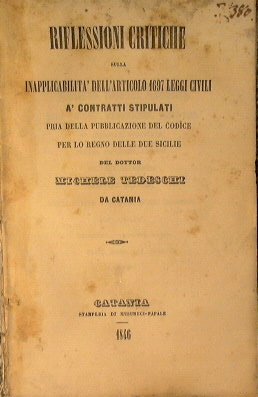 380
RIFLESSIONI CRITICHE
SULLA
INAPPLICABILITA' DELL'ARTICOLO 1697 LEGGI CIVILI
A' CONTRATTI STIPULATI
PRIA DELLA PUBBLICAZIONE DEL CODICE
PER LO REGNO DELLE DUE SICILIE
DEL DOTTOR
MICHELE TEDESCHI
DA CATANIA
CATANIA
STAMPERIA DI MUSUMECI-PAPALE
1846